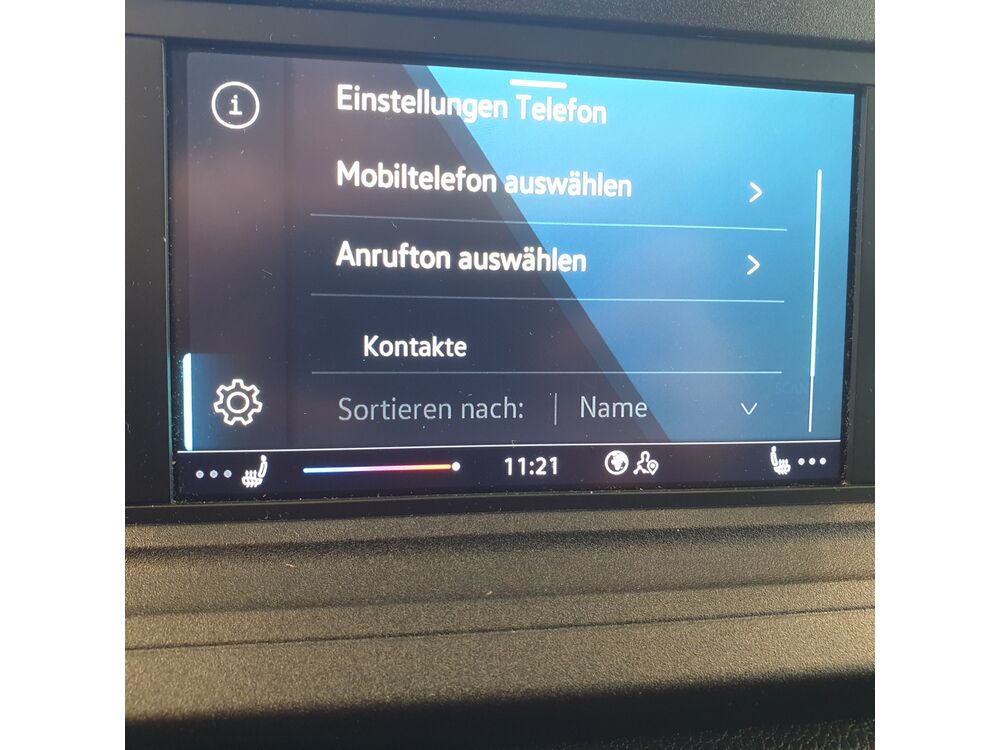 Einstellungen Telefon
Mobiltelefon auswählen
Anrufton auswählen
Kontakte
Sortieren nach: Name
11:21